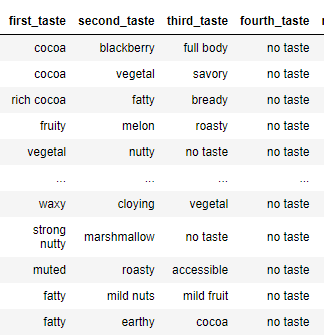 first_taste second_taste third_taste fourth_taste
cocoa blackberry full body no taste
cocoa vegetal savory no taste
rich cocoa fatty bready no taste
fruity melon roasty no taste
vegetal nutty no taste no taste
... ... ... ...
waxy cloying vegetal no taste
strong
nutty marshmallow no taste no taste
muted roasty accessible no taste
fatty mild nuts mild fruit no taste
fatty earthy cocoa no taste